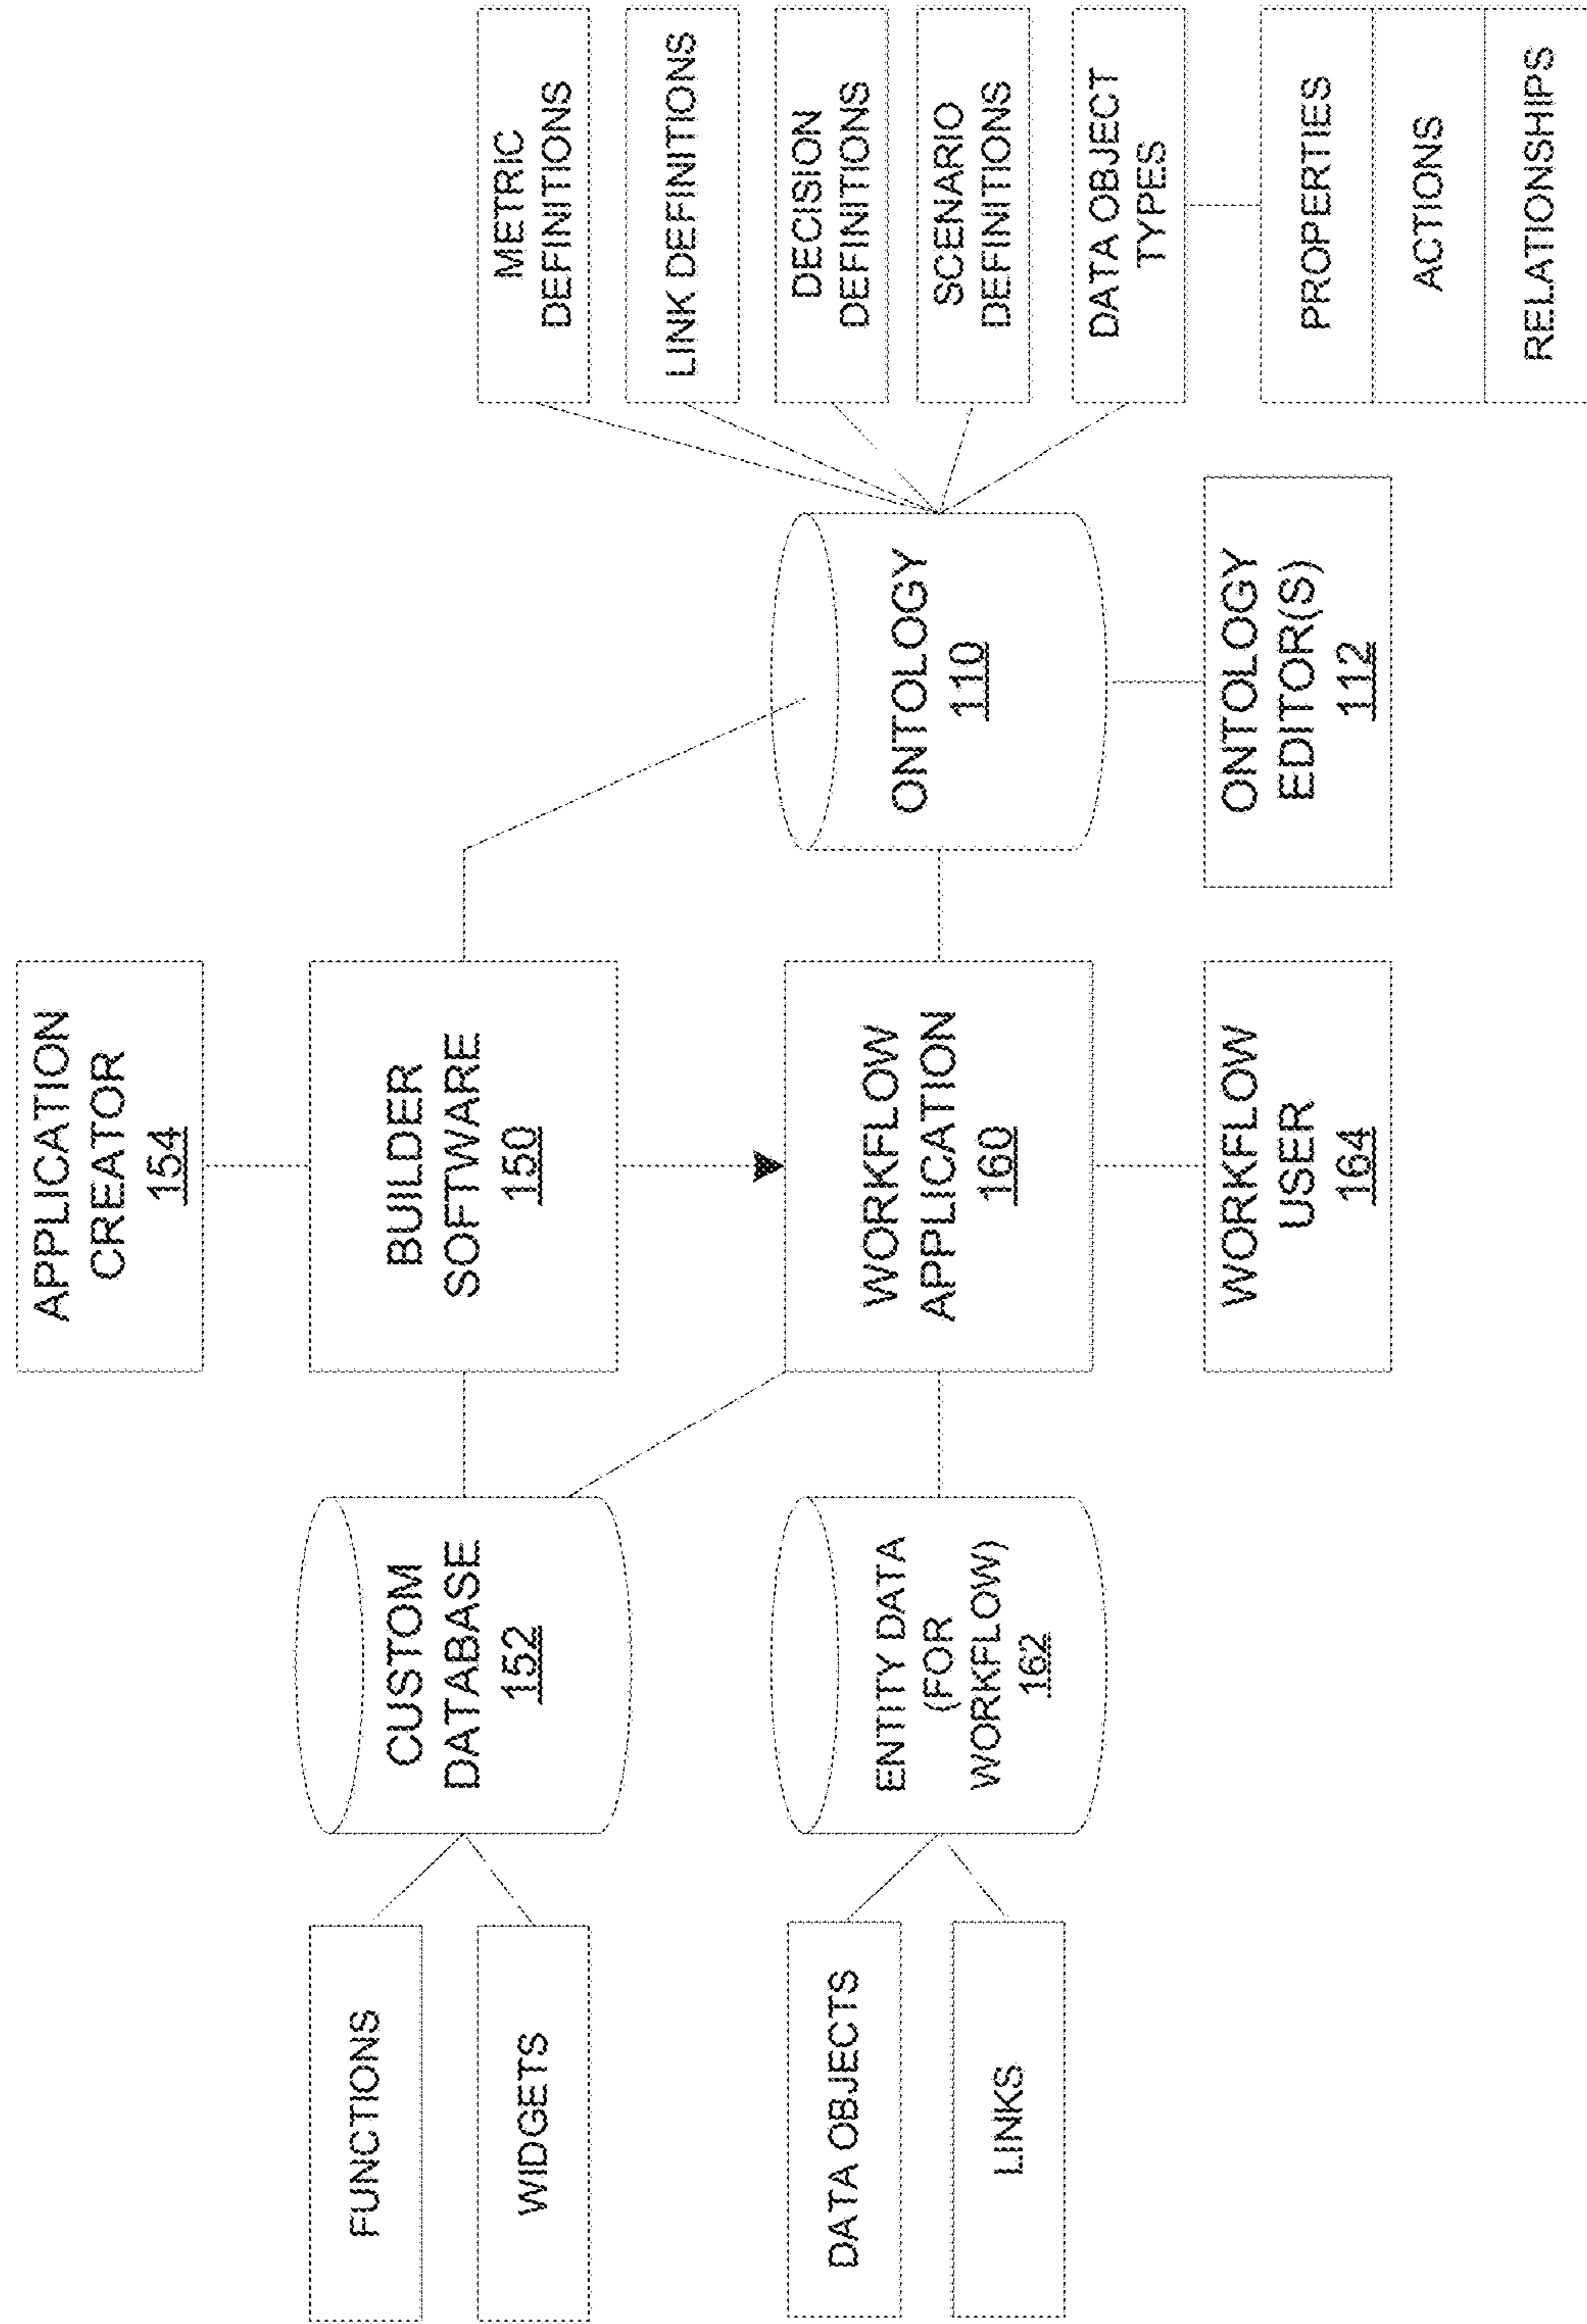 APPLICATION
CREATOR
154
FUNCTIONS
WIDGETS
CUSTOM
DATABASE
152
BUILDER
SOFTWARE
150
METRIC
DEFINITIONS
LINK DEFINITIONS
DECISION
DEFINITIONS
SCENARIO
DEFINITIONS
DATA OBJECT
TYPES
PROPERTIES
ACTIONS
RELATIONSHIPS
DATA OBJECTS
LINKS
ENTITY DATA
(FOR
WORKFLOW)
162
WORKFLOW
APPLICATION
160
ONTOLOGY
110
WORKFLOW
USER
164
ONTOLOGY
EDITOR(S)
112